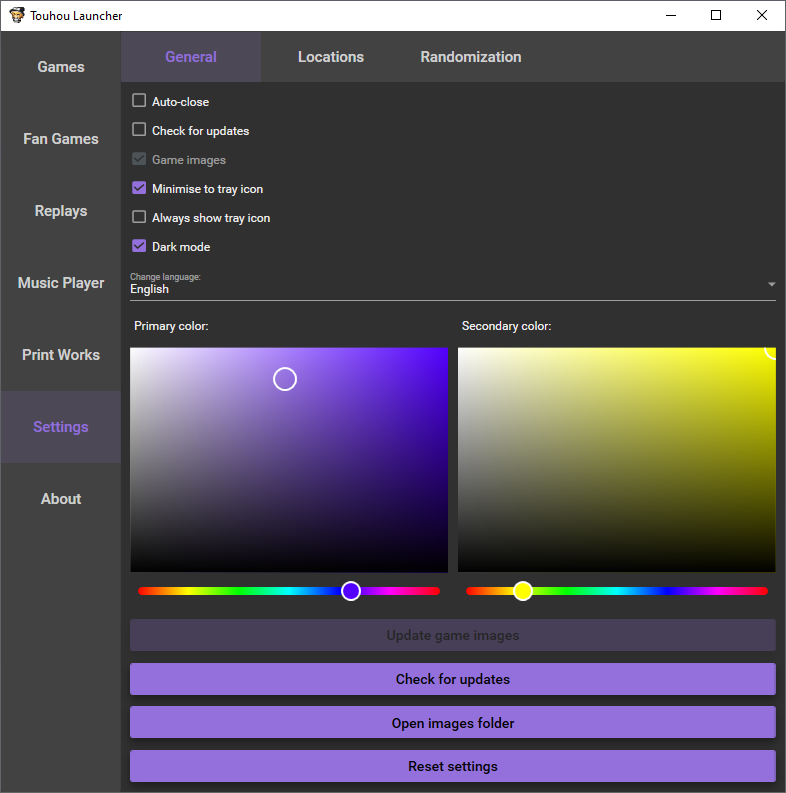 Touhou Launcher
Games
Fan Games
Replays
Music Player
Print Works
Settings
About
General
Locations
Randomization
Auto-close
Check for updates
Game images
Minimise to tray icon
Always show tray icon
Dark mode
Change language:
English
Primary color:
Secondary color:
Update game images
Check for updates
Open images folder
Reset settings